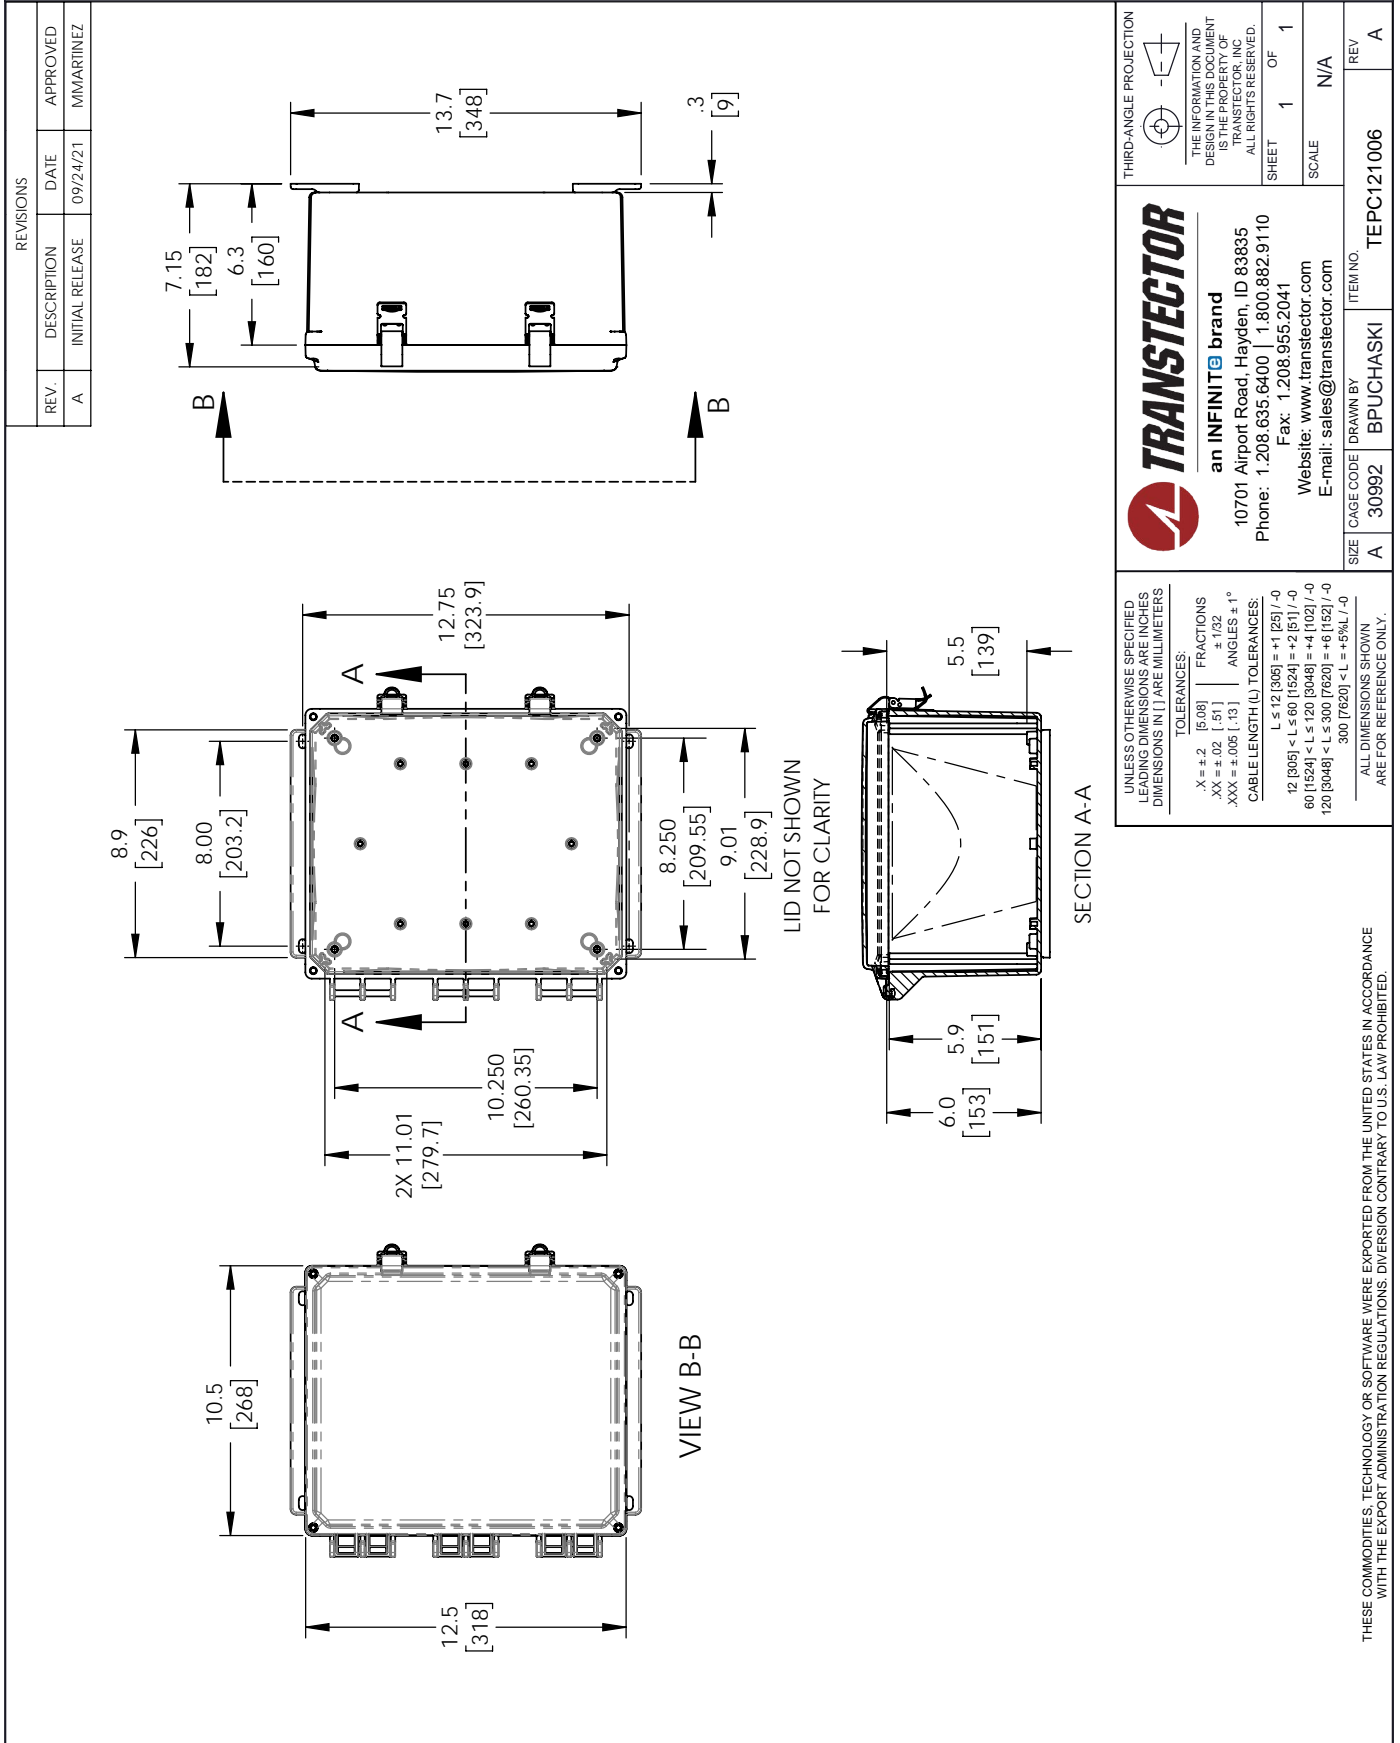 REVISIONS
REV. DESCRIPTION DATE APPROVED
A INITIAL RELEASE 09/24/21 MMARTINEZ
10.5
[268]
12.5
[318]
VIEW B-B
8.9
[226]
8.00
[203.2]
2X 11.01
[279.7]
10.250
[260.35]
A
A
12.75
[323.9]
8.250
[209.55]
9.01
[228.9]
LID NOT SHOWN
FOR CLARITY
7.15
[182]
6.3
[160]
13.7
[348]
.3
[9]
B
B
6.0
[153]
5.9
[151]
5.5
[139]
SECTION A-A
UNLESS OTHERWISE SPECIFIED
LEADING DIMENSIONS ARE INCHES
DIMENSIONS IN [ ] ARE MILLIMETERS
TOLERANCES:
.X = ± .2 [5.08] FRACTIONS
.XX = ± .02 [ .51 ] ± 1/32
.XXX = ± .005 [ .13 ] ANGLES ± 1°
CABLE LENGTH (L) TOLERANCES:
L ≤ 12 [305] = +1 [25] / -0
12 [305] < L ≤ 60 [1524] = +2 [51] / -0
60 [1524] < L ≤ 120 [3048] = +4 [102] / -0
120 [3048] < L ≤ 300 [7620] = +6 [152] / -0
300 [7620] < L = +5%L / -0
ALL DIMENSIONS SHOWN
ARE FOR REFERENCE ONLY.
TRANSTECTOR
an INFINITe brand
10701 Airport Road, Hayden, ID 83835
Phone: 1.208.635.6400 | 1.800.882.9110
Fax: 1.208.955.2041
Website: www.transtector.com
E-mail: sales@transtector.com
THIRD-ANGLE PROJECTION
THE INFORMATION AND
DESIGN IN THIS DOCUMENT
IS THE PROPERTY OF
TRANSTECTOR, INC
ALL RIGHTS RESERVED.
SHEET 1 OF 1
SCALE N/A
SIZE A
CAGE CODE 30992
DRAWN BY BPUCHASKI
ITEM NO. TEPC121006
REV A
THESE COMMODITIES, TECHNOLOGY OR SOFTWARE WERE EXPORTED FROM THE UNITED STATES IN ACCORDANCE
WITH THE EXPORT ADMINISTRATION REGULATIONS. DIVERSION CONTRARY TO U.S. LAW PROHIBITED.